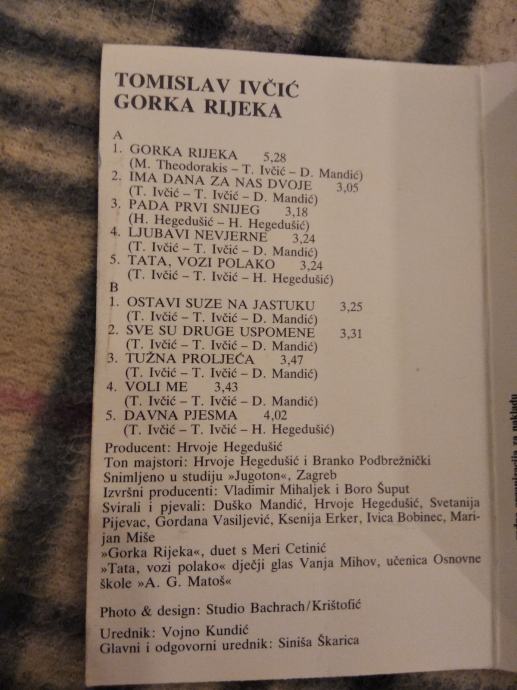 TOMISLAV IVČIĆ
GORKA RIJEKA
A
1. GORKA RIJEKA 5,28
(M. Theodorakis – T. Ivčić – D. Mandić)
2. IMA DANA ZA NAS DVOJE 3,05
(T. Ivčić – T. Ivčić – D. Mandić)
3. PADA PRVI SNIJEG 3,18
(H. Hegedušić – H. Hegedušić)
4. LJUBAVI NEVJERNE 3,24
(T. Ivčić – T. Ivčić – D. Mandić)
5. TATA, VOZI POLAKO 3,24
(T. Ivčić – T. Ivčić – H. Hegedušić)
B
1. OSTAVI SUZE NA JASTUKU 3,25
(T. Ivčić – T. Ivčić – D. Mandić)
2. SVE SU DRUGE USPOMENE 3,31
(T. Ivčić – T. Ivčić – D. Mandić)
3. TUŽNA PROLJEĆA 3,47
(T. Ivčić – T. Ivčić – D. Mandić)
4. VOLI ME 3,43
(T. Ivčić – T. Ivčić – D. Mandić)
5. DAVNA PJESMA 4,02
(T. Ivčić – T. Ivčić – H. Hegedušić)
Producent: Hrvoje Hegedušić
Ton majstori: Hrvoje Hegedušić i Branko Podbrežnički
Snimljeno u studiju »Jugoton«, Zagreb
Izvršni producenti: Vladimir Mihaljek i Boro Šuput
Svirali i pjevali: Duško Mandić, Hrvoje Hegedušić, Svetanija
Pijevac, Gordana Vasiljević, Ksenija Erker, Ivica Bobinec, Mari-
jan Miše
»Gorka Rijeka«, duet s Meri Cetinić
»Tata, vozi polako« dječji glas Vanja Mihov, učenica Osnovne
škole »A. G. Matoš«
Photo & design: Studio Bachrach/Krištofić
Urednik: Vojno Kundić
Glavni i odgovorni urednik: Siniša Škarica
za nakladu